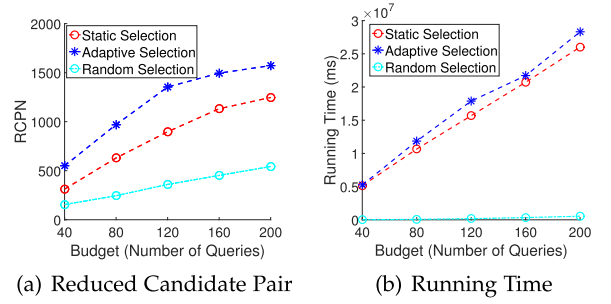 2000
1500
1000
500
0
RCPN
Static Selection
Adaptive Selection
Random Selection
40 80 120 160 200
Budget (Number of Queries)
(a) Reduced Candidate Pair
×10⁷
3
2.5
2
1.5
1
0.5
0
Running Time (ms)
Static Selection
Adaptive Selection
Random Selection
40 80 120 160 200
Budget (Number of Queries)
(b) Running Time